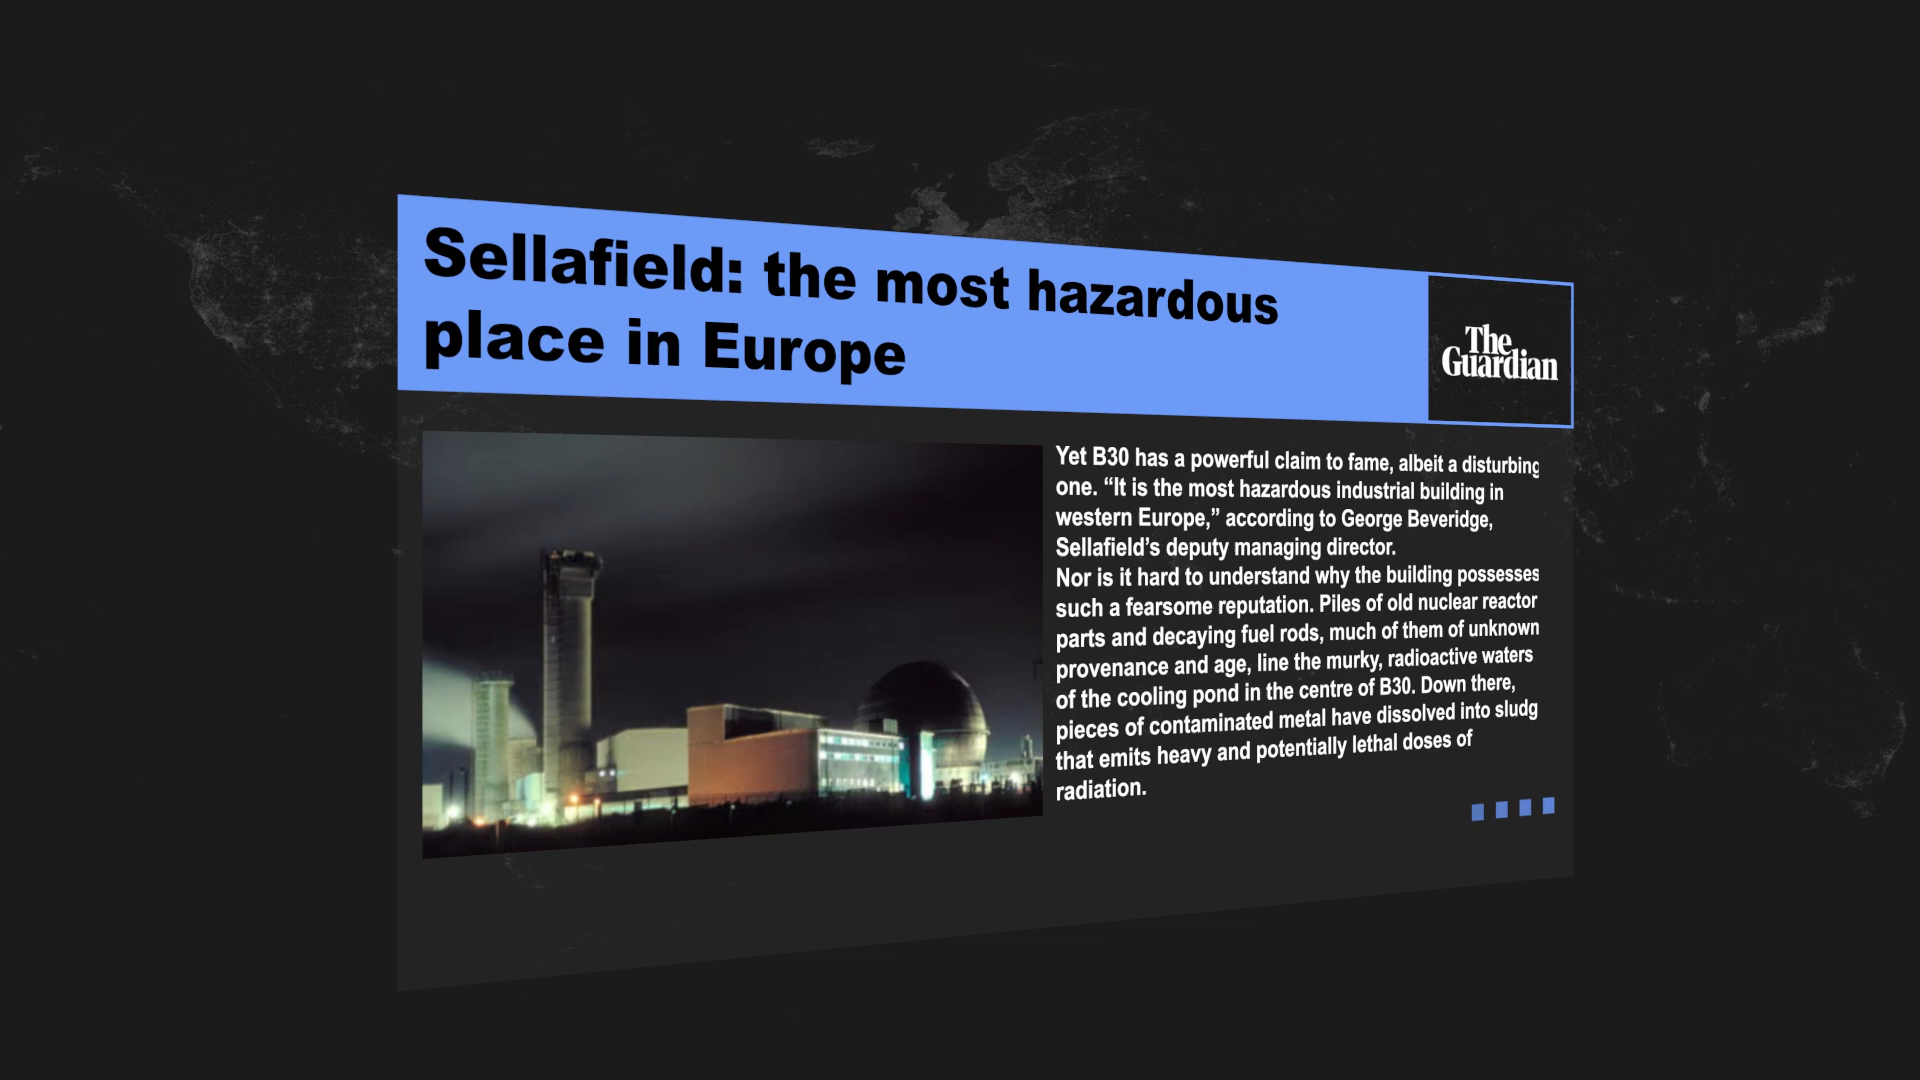 Sellafield: the most hazardous
place in Europe
The
Guardian
Yet B30 has a powerful claim to fame, albeit a disturbing
one. “It is the most hazardous industrial building in
western Europe,” according to George Beveridge,
Sellafield’s deputy managing director.
Nor is it hard to understand why the building possesses
such a fearsome reputation. Piles of old nuclear reactor
parts and decaying fuel rods, much of them of unknown
provenance and age, line the murky, radioactive waters
of the cooling pond in the centre of B30. Down there,
pieces of contaminated metal have dissolved into sludg
that emits heavy and potentially lethal doses of
radiation.